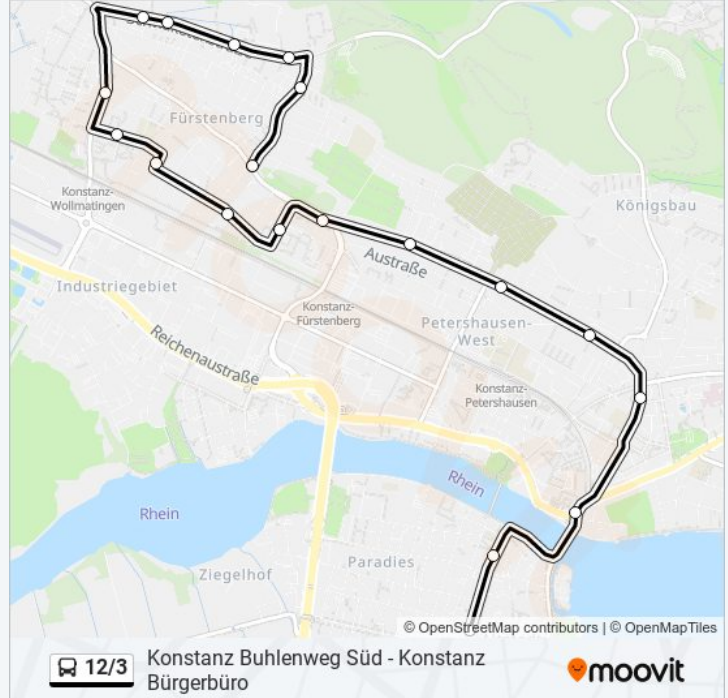 Fürstenberg
Konstanz-
Wollmatingen
Königsbau
Austraße
Industriegebiet
Konstanz-
Fürstenberg
Petershausen-
West
Reichenaustraße
Konstanz-
Petershausen
Rhein
Rhein
Paradies
Ziegelhof
© OpenStreetMap contributors | © OpenMapTiles
12/3
Konstanz Buhlenweg Süd - Konstanz
Bürgerbüro
moovit